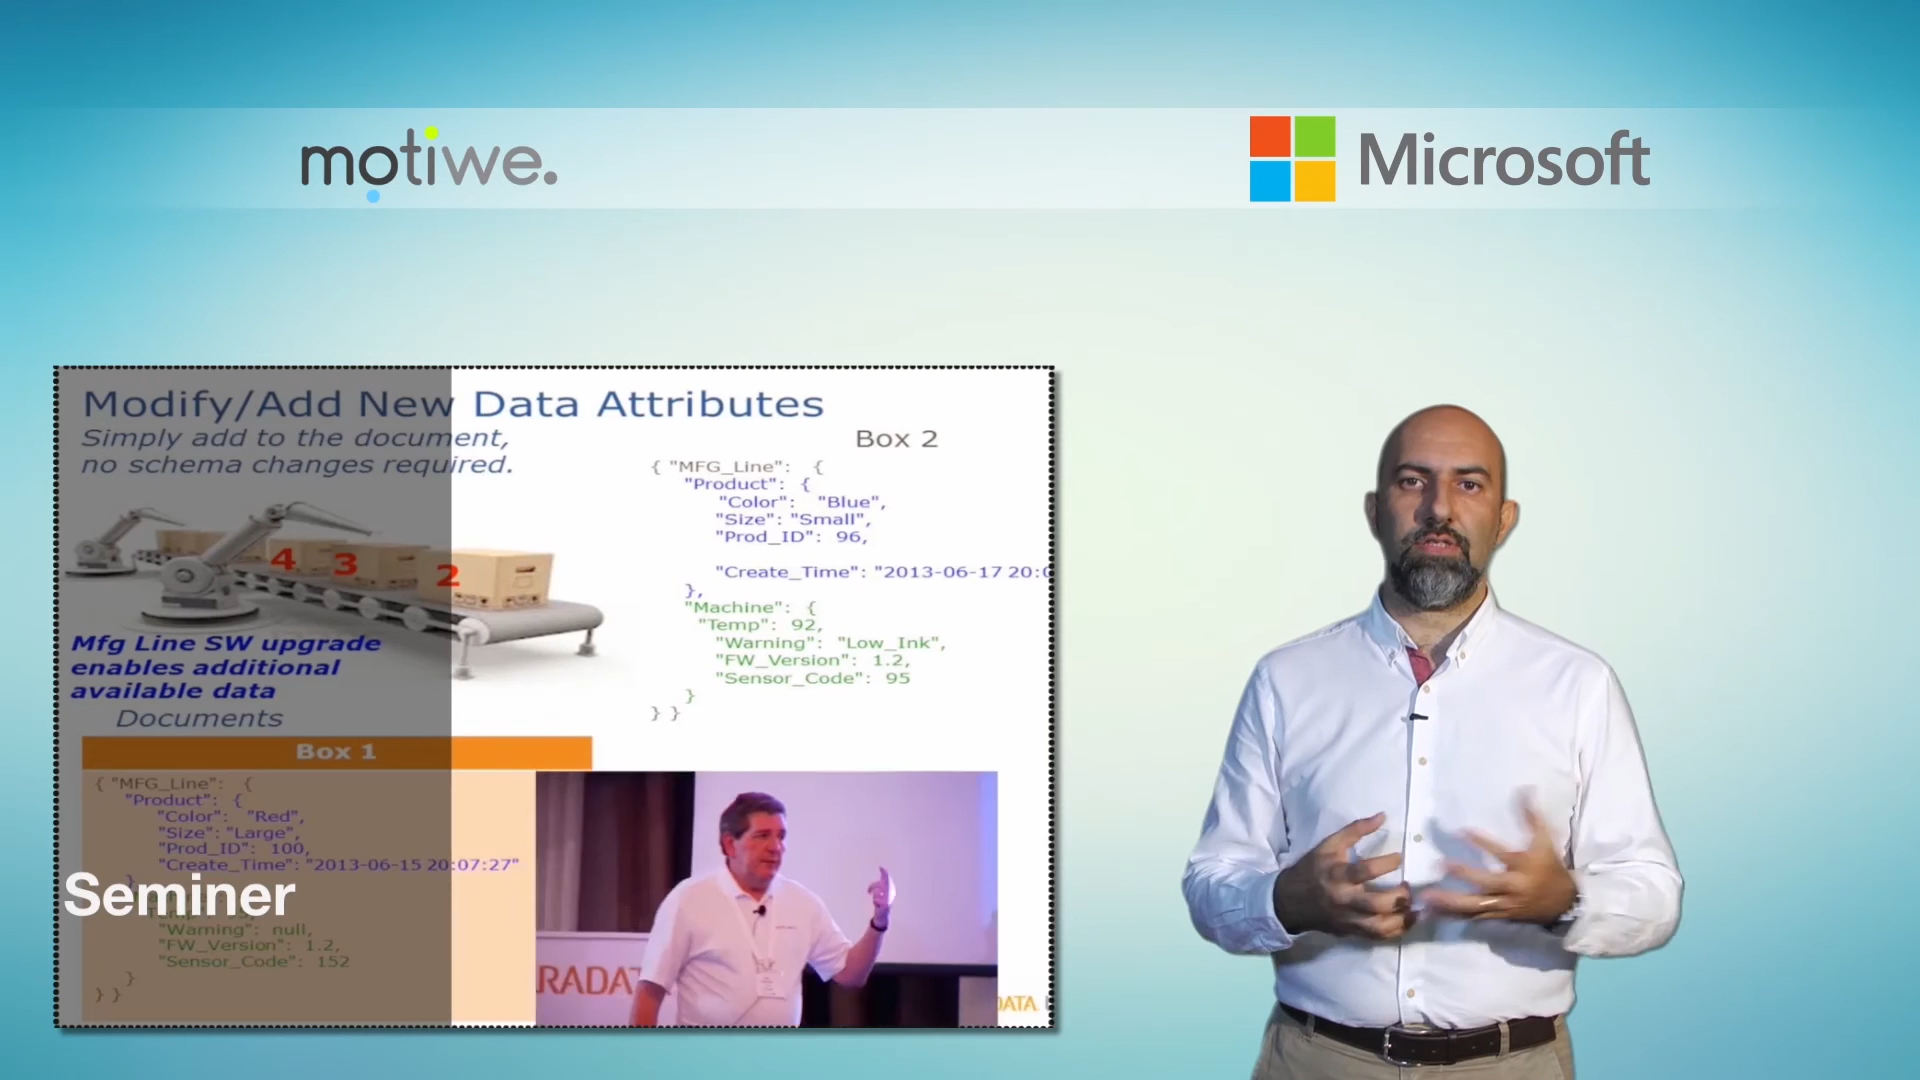 motiwe.
Microsoft
Modify/Add New Data Attributes
Simply add to the document,
no schema changes required.
4 3 2
Mfg Line SW upgrade
enables additional
available data
Documents
Box 1
{ "MFG_Line": {
"Product": {
"Color": "Red",
"Size": "Large",
"Prod_ID": 100,
"Create_Time": "2013-06-15 20:07:27"
Seminer
"Warning": null,
"FW_Version": 1.2,
"Sensor_Code": 152
}
} }
Box 2
{ "MFG_Line": {
"Product": {
"Color": "Blue",
"Size": "Small",
"Prod_ID": 96,
"Create_Time": "2013-06-17 20:0
},
"Machine": {
"Temp": 92,
"Warning": "Low_Ink",
"FW_Version": 1.2,
"Sensor_Code": 95
}
} }
RADAT
DATA.